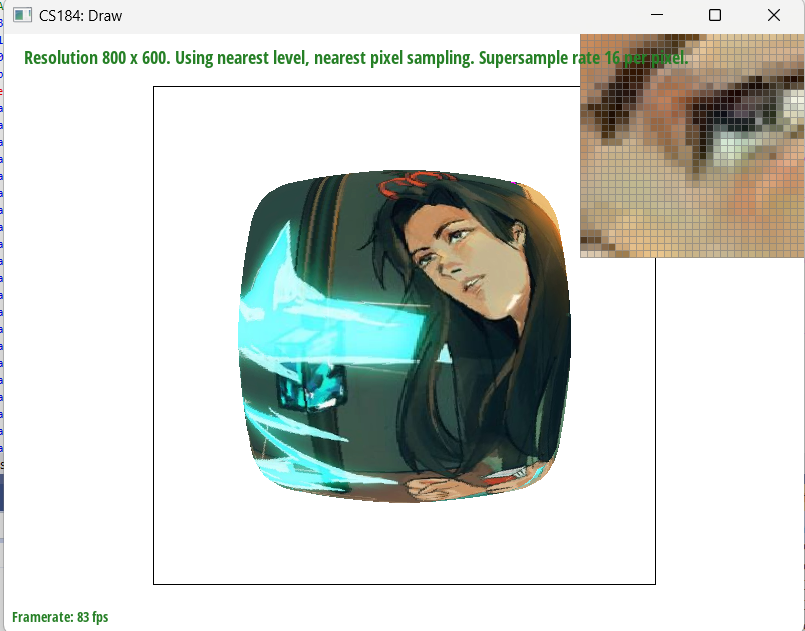 CS184: Draw
Resolution 800 x 600. Using nearest level, nearest pixel sampling. Supersample rate 16 per pixel.
Framerate: 83 fps